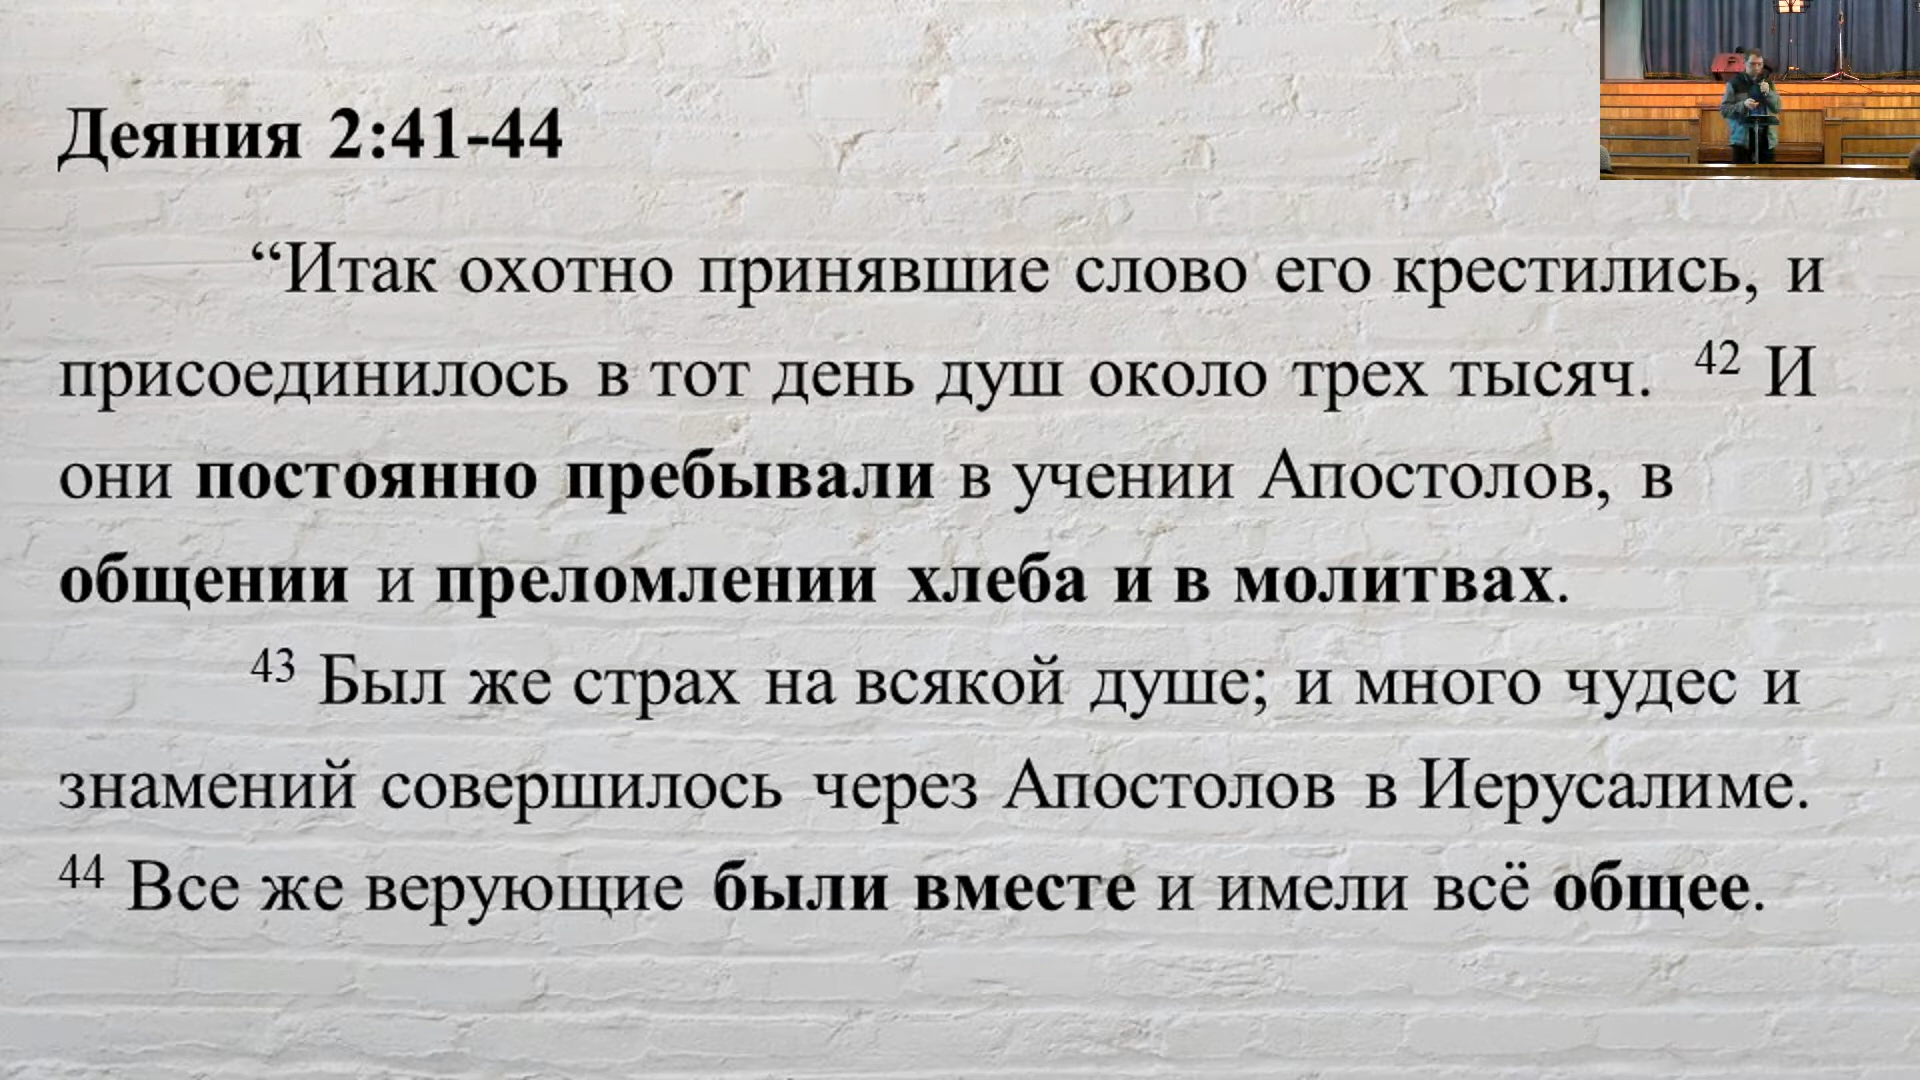 Деяния 2:41-44
“Итак охотно принявшие слово его крестились, и
присоединилось в тот день душ около трех тысяч. 42 И
они постоянно пребывали в учении Апостолов, в
общении и преломлении хлеба и в молитвах.
43 Был же страх на всякой душе; и много чудес и
знамений совершилось через Апостолов в Иерусалиме.
44 Все же верующие были вместе и имели всё общее.